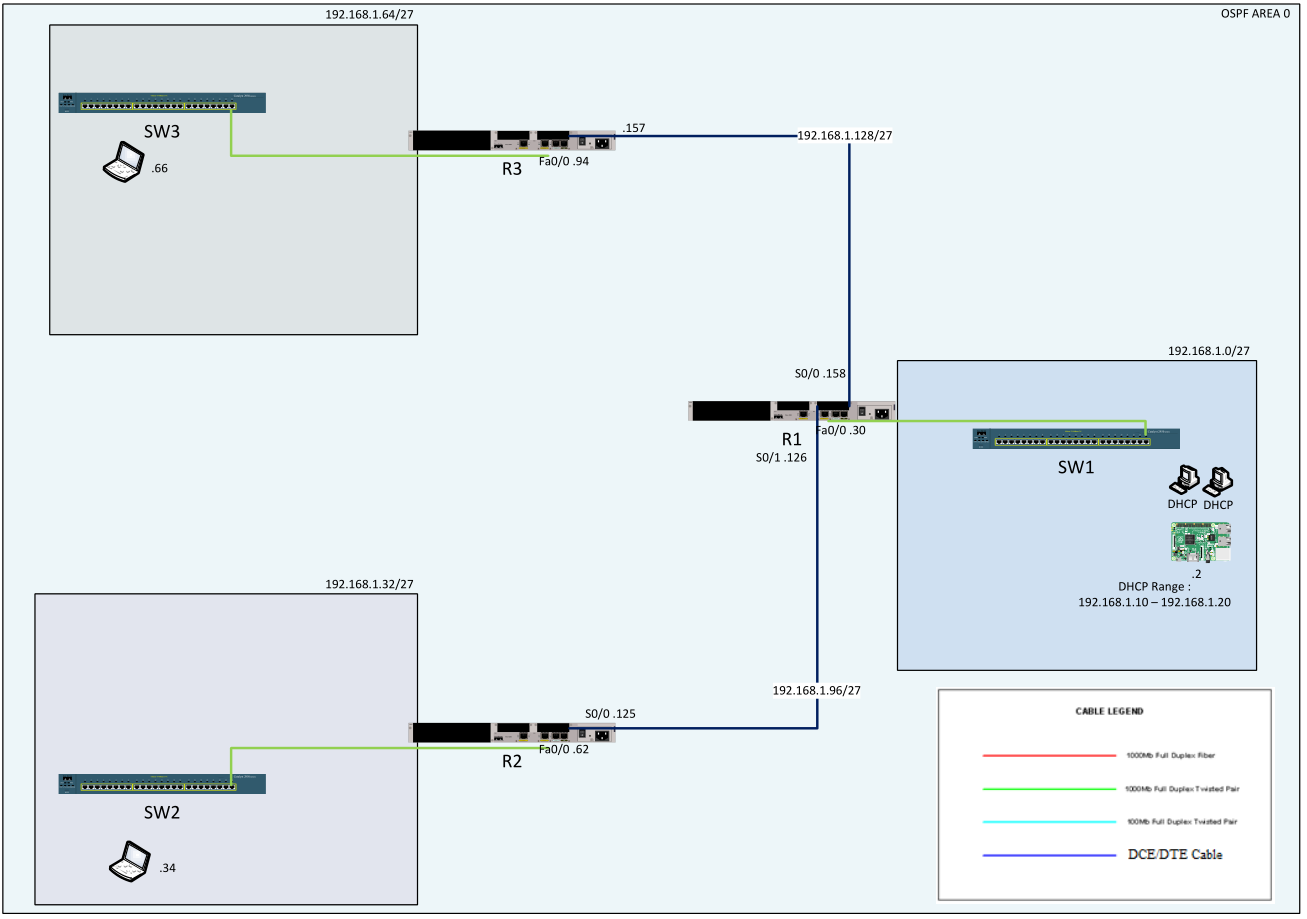 192.168.1.64/27
OSPF AREA 0
SW3
.66
R3
Fa0/0 .94
.157
192.168.1.128/27
192.168.1.0/27
S0/0 .158
R1
Fa0/0 .30
S0/1 .126
SW1
DHCP DHCP
.2
DHCP Range :
192.168.1.10 – 192.168.1.20
192.168.1.32/27
192.168.1.96/27
S0/0 .125
R2
Fa0/0 .62
SW2
.34
CABLE LEGEND
1000Mb Full Duplex Fiber
1000Mb Full Duplex Twisted Pair
100Mb Full Duplex Twisted Pair
DCE/DTE Cable